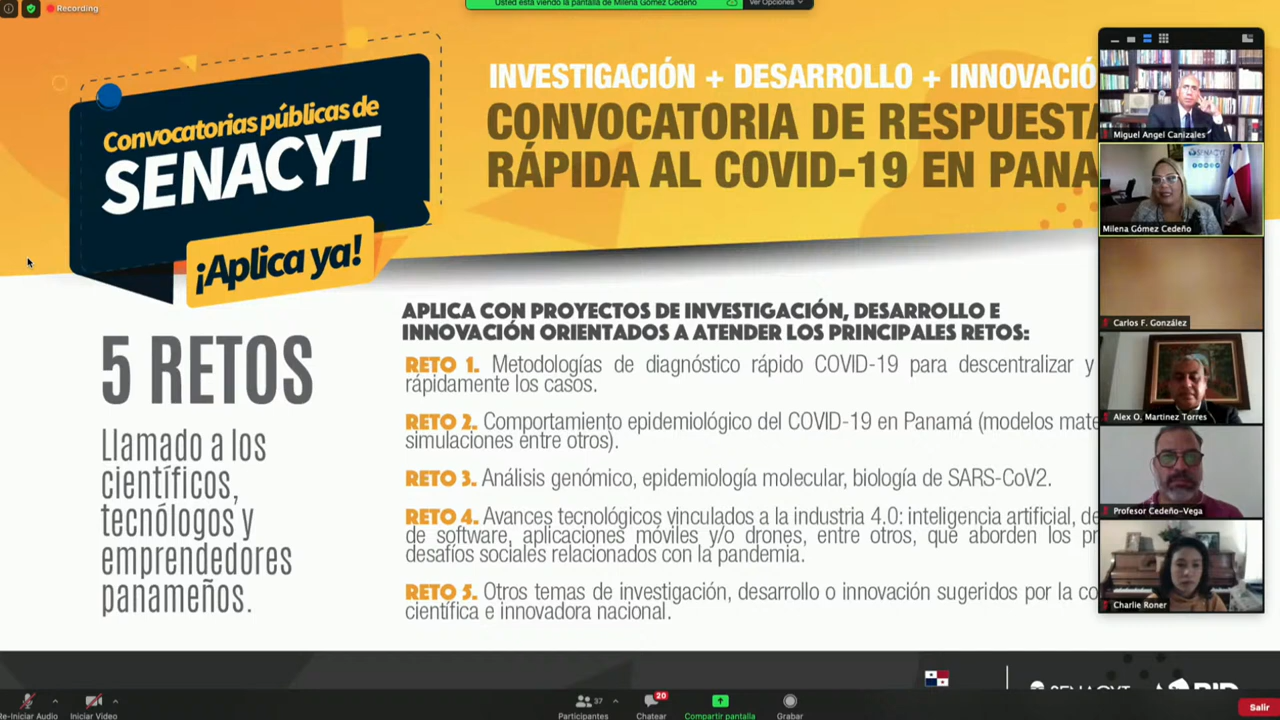 Recording
Usted está viendo la pantalla de Milena Gómez Cedeño
Ver Opciones
Convocatorias públicas de
SENACYT
¡Aplica ya!
INVESTIGACIÓN + DESARROLLO + INNOVACIÓ
CONVOCATORIA DE RESPUESTA
RÁPIDA AL COVID-19 EN PANA
5 RETOS
Llamado a los
científicos,
tecnólogos y
emprendedores
panameños.
APLICA CON PROYECTOS DE INVESTIGACIÓN, DESARROLLO E
INNOVACIÓN ORIENTADOS A ATENDER LOS PRINCIPALES RETOS:
RETO 1. Metodologías de diagnóstico rápido COVID-19 para descentralizar y
rápidamente los casos.
RETO 2. Comportamiento epidemiológico del COVID-19 en Panamá (modelos mate
simulaciones entre otros).
RETO 3. Análisis genómico, epidemiología molecular, biología de SARS-CoV2.
RETO 4. Avances tecnológicos vinculados a la industria 4.0: inteligencia artificial, de
de software, aplicaciones móviles y/o drones, entre otros, que aborden los pr
desafíos sociales relacionados con la pandemia.
RETO 5. Otros temas de investigación, desarrollo o innovación sugeridos por la co
científica e innovadora nacional.
Miguel Angel Canizales
SENACYT
Milena Gómez Cedeño
Carlos F. González
Alex O. Martinez Torres
Profesor Cedeño-Vega
Charlie Roner
SENACYT
BID
Re-Iniciar Audio
Iniciar Video
37
Participantes
20
Chatear
Compartir pantalla
Grabar
Salir